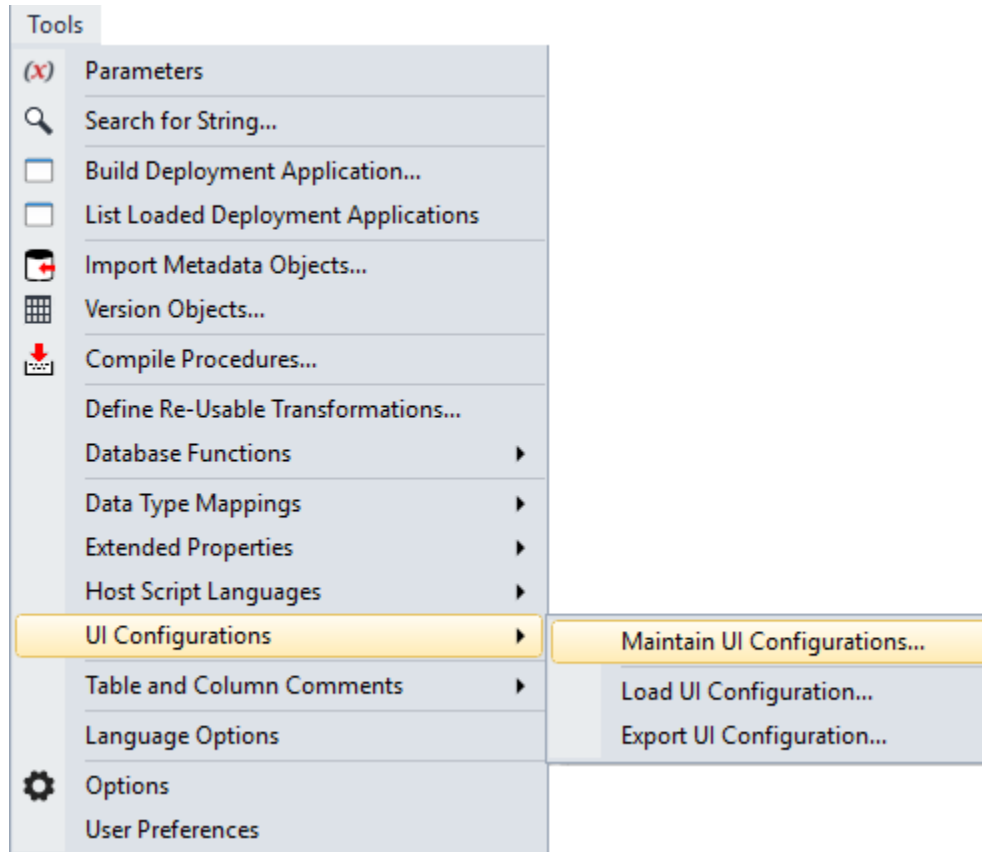 Tools
(x) Parameters
Search for String...
Build Deployment Application...
List Loaded Deployment Applications
Import Metadata Objects...
Version Objects...
Compile Procedures...
Define Re-Usable Transformations...
Database Functions
Data Type Mappings
Extended Properties
Host Script Languages
UI Configurations
Maintain UI Configurations...
Load UI Configuration...
Export UI Configuration...
Table and Column Comments
Language Options
Options
User Preferences